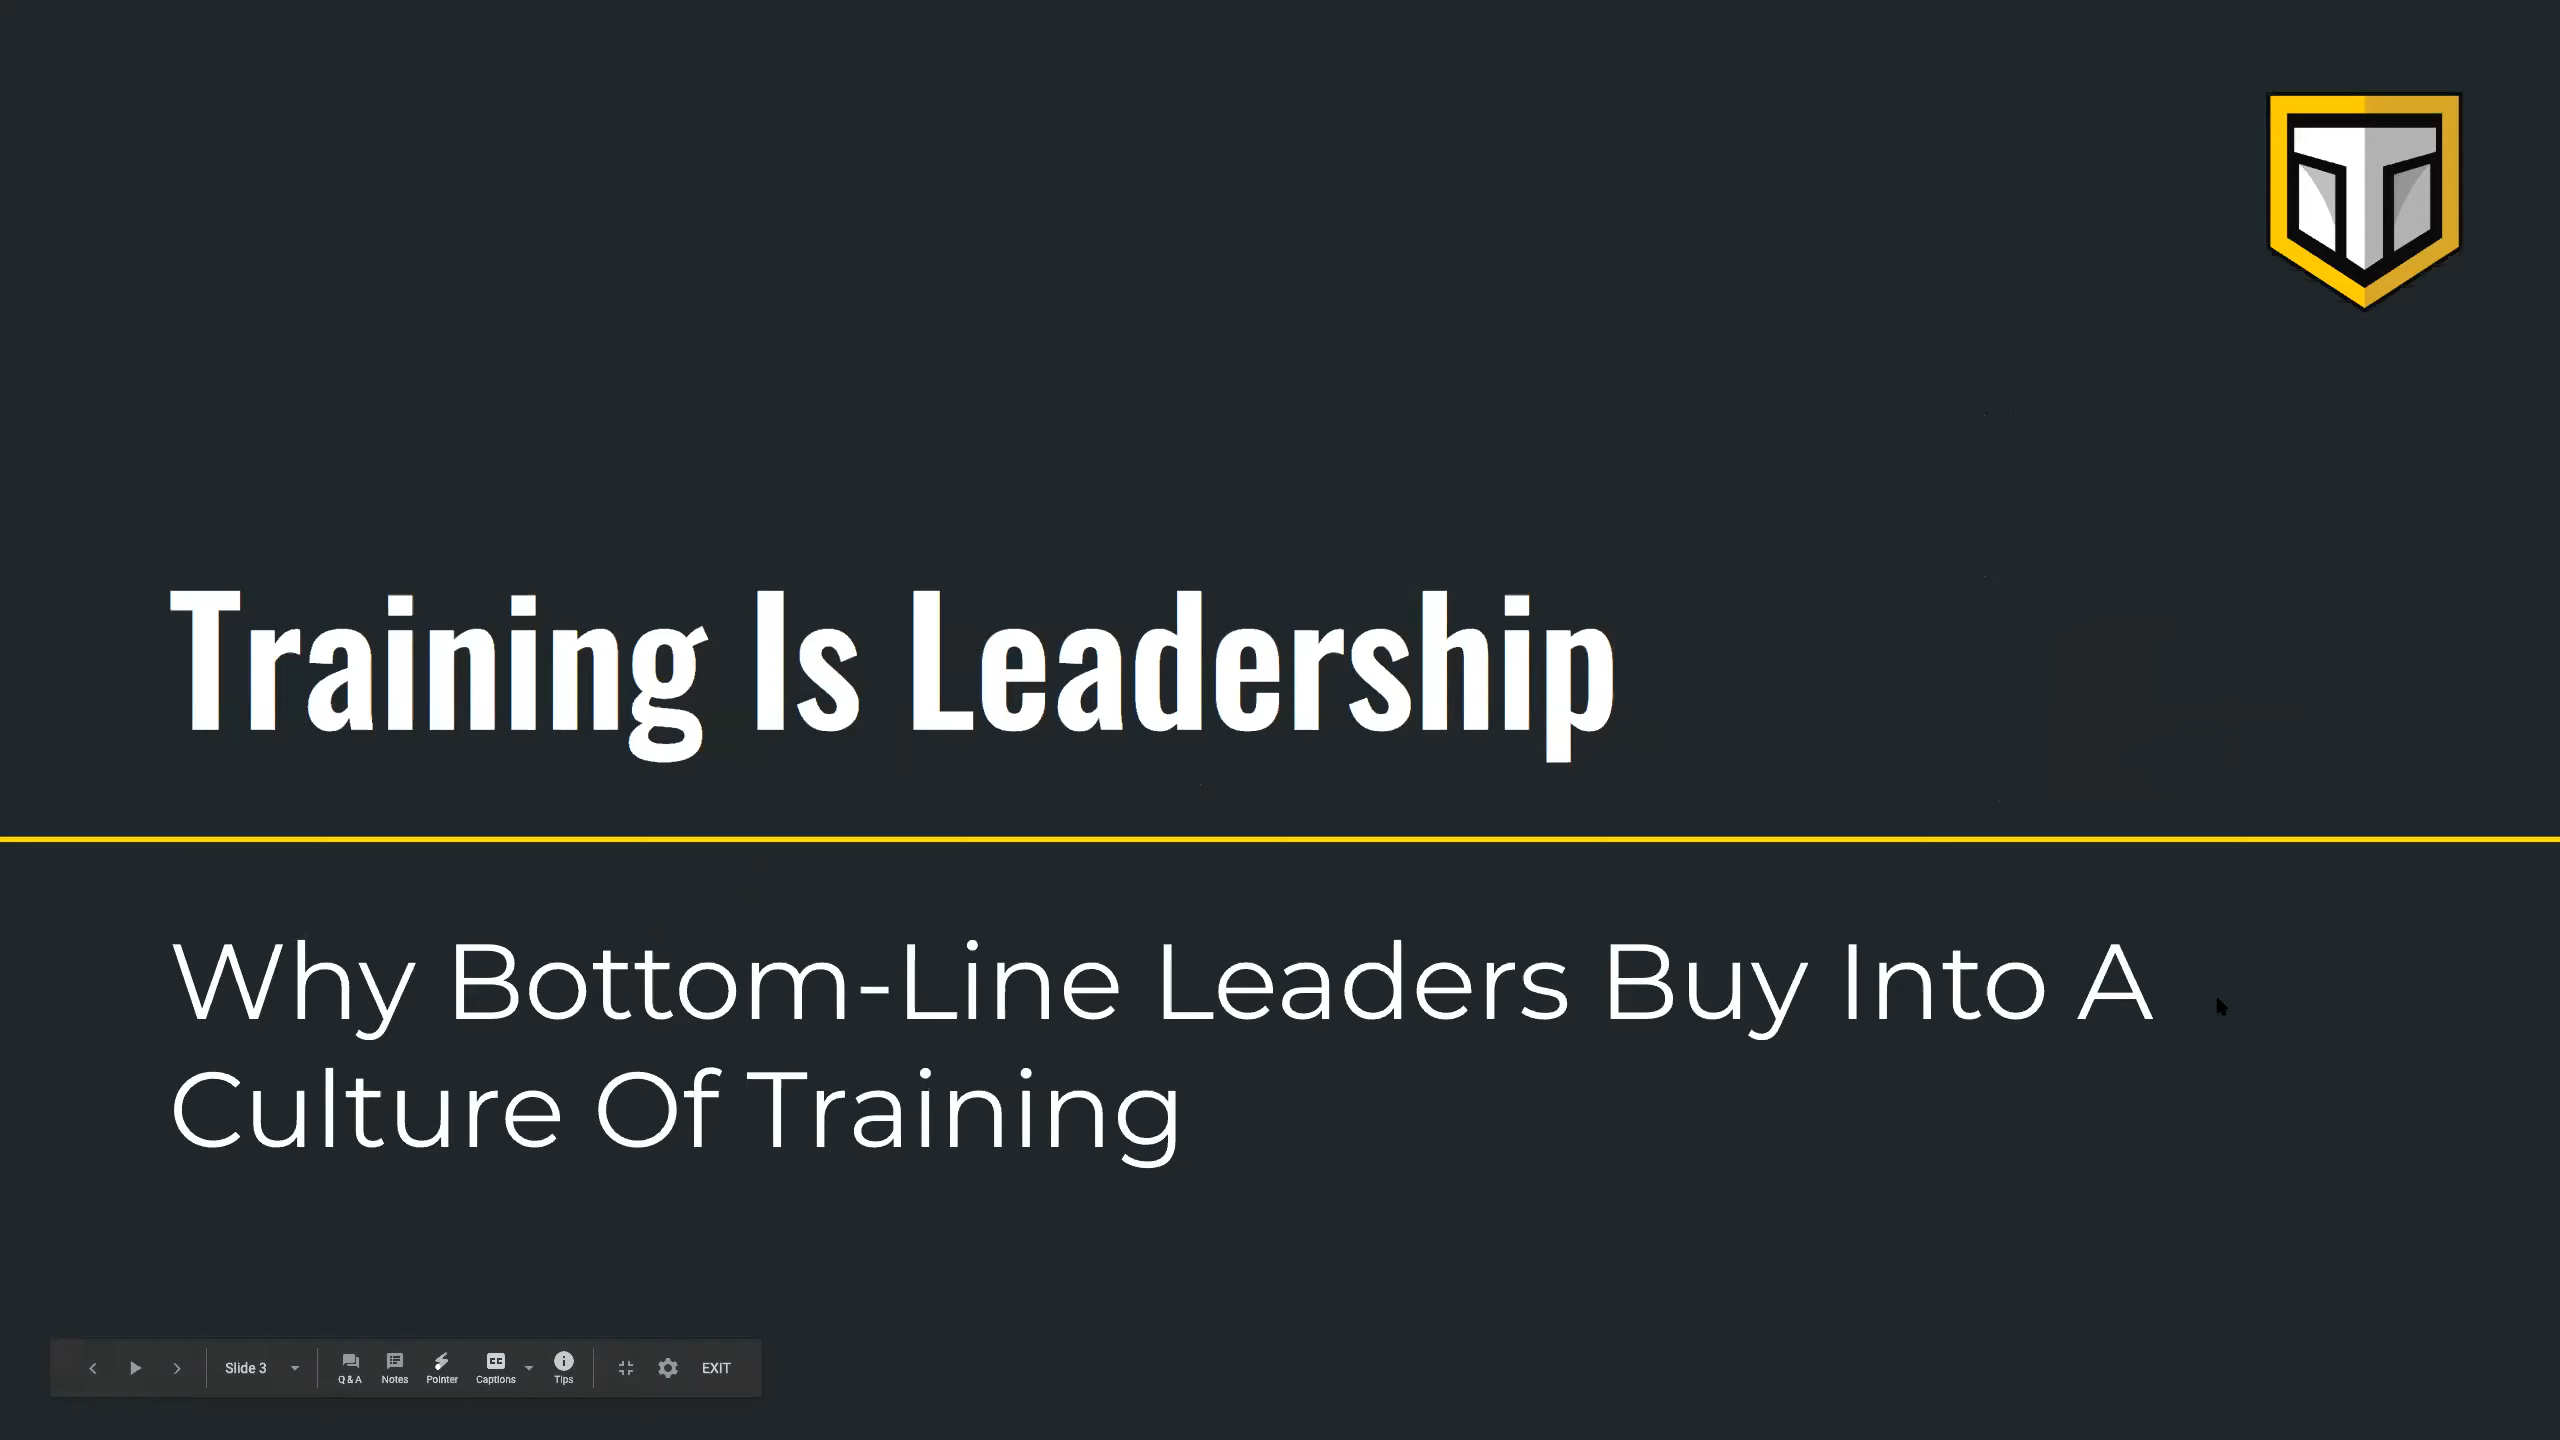 Training Is Leadership
Why Bottom-Line Leaders Buy Into A
Culture Of Training
Slide 3
Q & A
Notes
Pointer
CC
Captions
Tips
EXIT